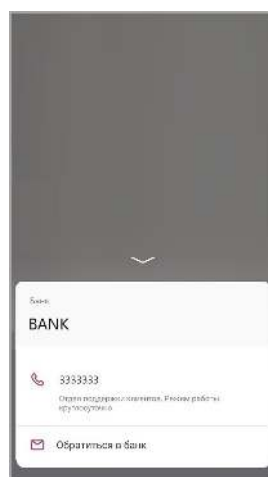 Банк
BANK
3333333
Отдел поддержки клиентов. Режим работы
круглосуточно
Обратиться в банк